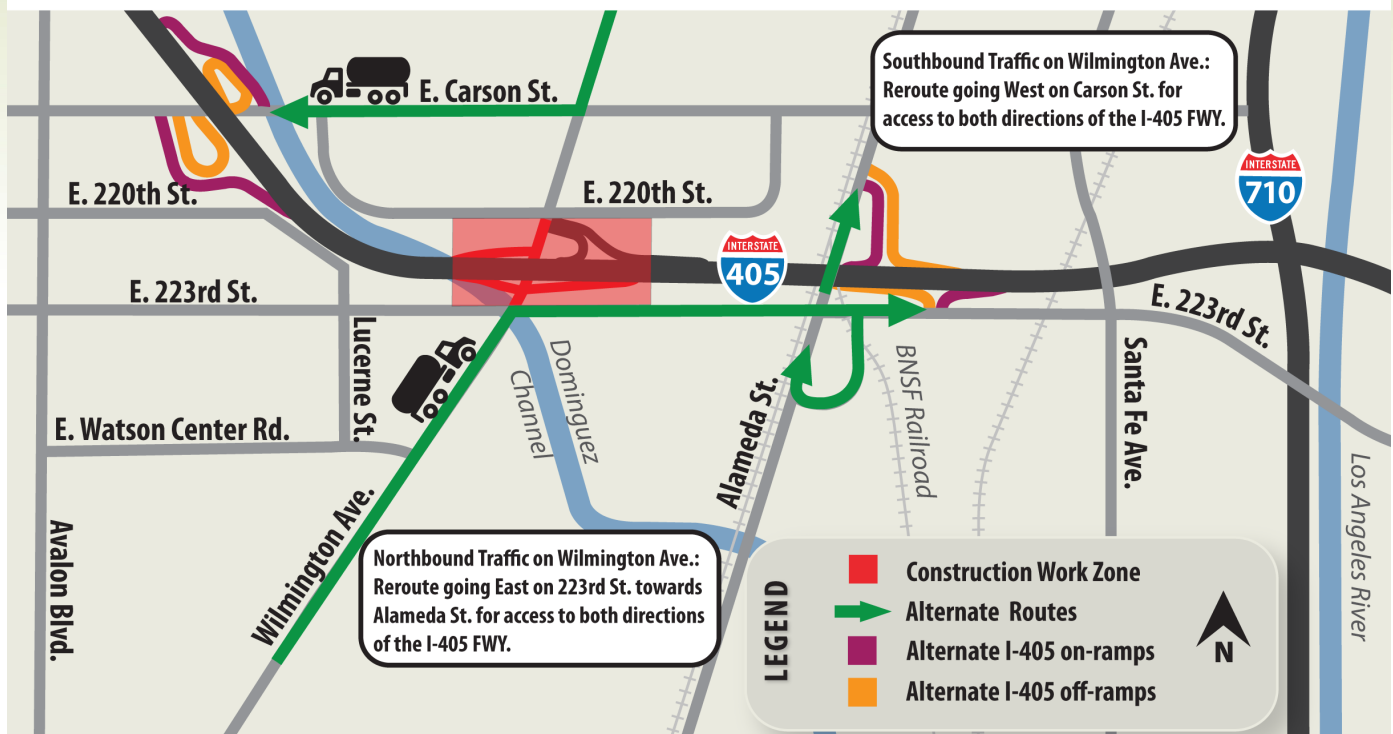 E. Carson St.
Southbound Traffic on Wilmington Ave.:
Reroute going West on Carson St. for
access to both directions of the I-405 FWY.
INTERSTATE
710
E. 220th St.
E. 220th St.
INTERSTATE
405
E. 223rd St.
E. 223rd St.
Lucerne St.
Dominguez
Channel
BNSF Railroad
Santa Fe Ave.
Alameda St.
E. Watson Center Rd.
Los Angeles River
Avalon Blvd.
Wilmington Ave.
Northbound Traffic on Wilmington Ave.:
Reroute going East on 223rd St. towards
Alameda St. for access to both directions
of the I-405 FWY.
LEGEND
Construction Work Zone
Alternate Routes
Alternate I-405 on-ramps
Alternate I-405 off-ramps
N